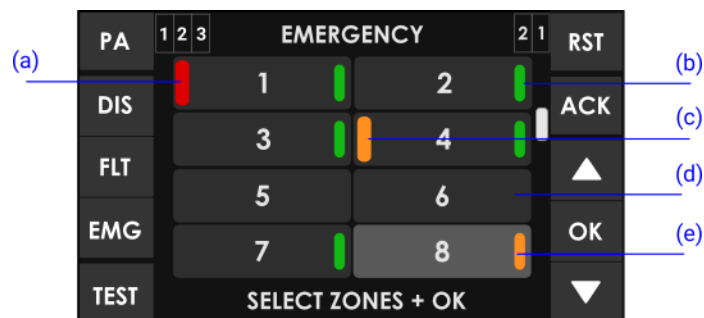 PA 1 2 3 EMERGENCY 2 1 RST
(a) 1 2 (b)
DIS ACK
3 4 (c)
FLT
5 6 (d)
EMG OK
7 8 (e)
TEST SELECT ZONES + OK